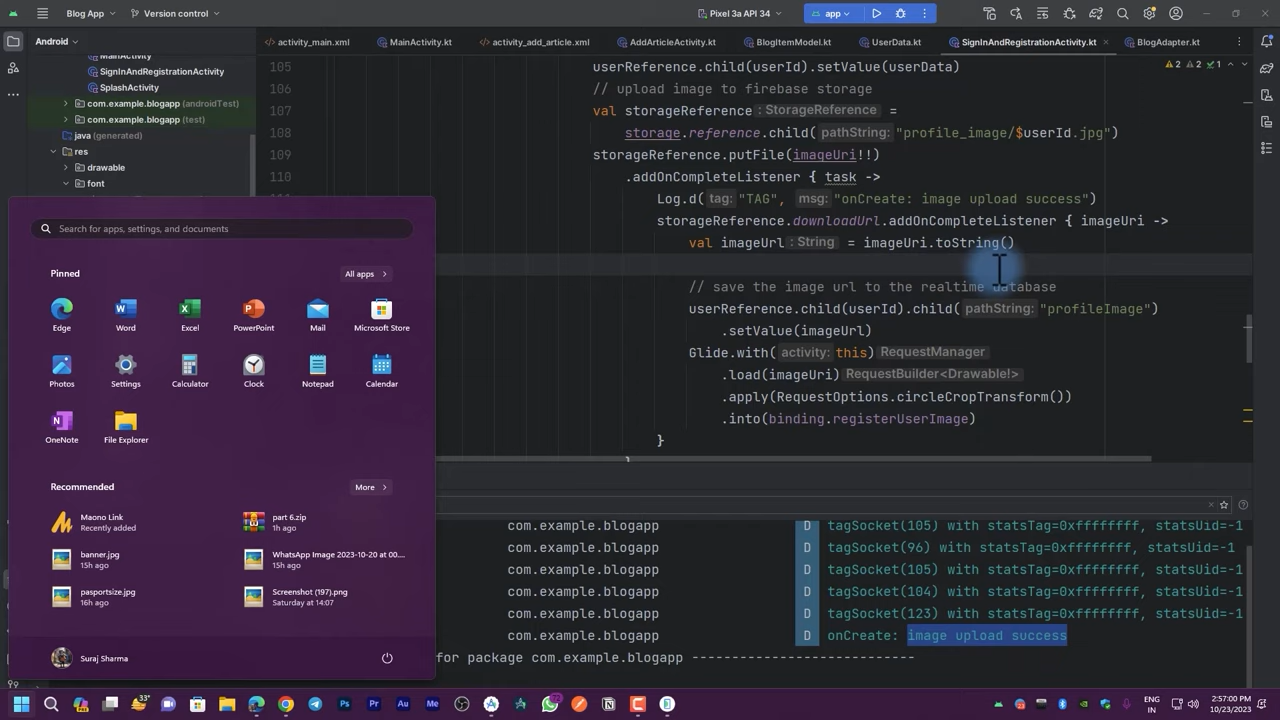 Blog App
Version control
Pixel 3a API 34
app
Android
activity_main.xml
MainActivity.kt
activity_add_article.xml
AddArticleActivity.kt
BlogItemModel.kt
UserData.kt
SignInAndRegistrationActivity.kt
BlogAdapter.kt
MainActivity
SignInAndRegistrationActivity
SplashActivity
com.example.blogapp (androidTest)
com.example.blogapp (test)
java (generated)
res
drawable
font
2 2 1
105 userReference.child(userId).setValue(userData)
106 // upload image to firebase storage
107 val storageReference : StorageReference =
108 storage.reference.child( pathString: "profile_image/$userId.jpg")
109 storageReference.putFile(imageUri!!)
110 .addOnCompleteListener { task ->
Log.d( tag: "TAG", msg: "onCreate: image upload success")
storageReference.downloadUrl.addOnCompleteListener { imageUri ->
val imageUrl : String = imageUri.toString()
// save the image url to the realtime database
userReference.child(userId).child( pathString: "profileImage")
.setValue(imageUrl)
Glide.with( activity: this) RequestManager
.load(imageUri) RequestBuilder<Drawable!>
.apply(RequestOptions.circleCropTransform())
.into(binding.registerUserImage)
}
Search for apps, settings, and documents
Pinned
All apps >
Edge
Word
Excel
PowerPoint
Mail
Microsoft Store
Photos
Settings
Calculator
Clock
Notepad
Calendar
OneNote
File Explorer
Recommended
More >
Maono Link
Recently added
part 6.zip
1h ago
banner.jpg
15h ago
WhatsApp Image 2023-10-20 at 00....
15h ago
pasportsize.jpg
16h ago
Screenshot (197).png
Saturday at 14:07
Suraj Sharma
com.example.blogapp D tagSocket(105) with statsTag=0xffffffff, statsUid=-1
com.example.blogapp D tagSocket(96) with statsTag=0xffffffff, statsUid=-1
com.example.blogapp D tagSocket(105) with statsTag=0xffffffff, statsUid=-1
com.example.blogapp D tagSocket(104) with statsTag=0xffffffff, statsUid=-1
com.example.blogapp D tagSocket(123) with statsTag=0xffffffff, statsUid=-1
com.example.blogapp D onCreate: image upload success
for package com.example.blogapp ---------------------------
33°
Ps
Pr
Au
Me
ENG
IN
2:57:00 PM
10/23/2023